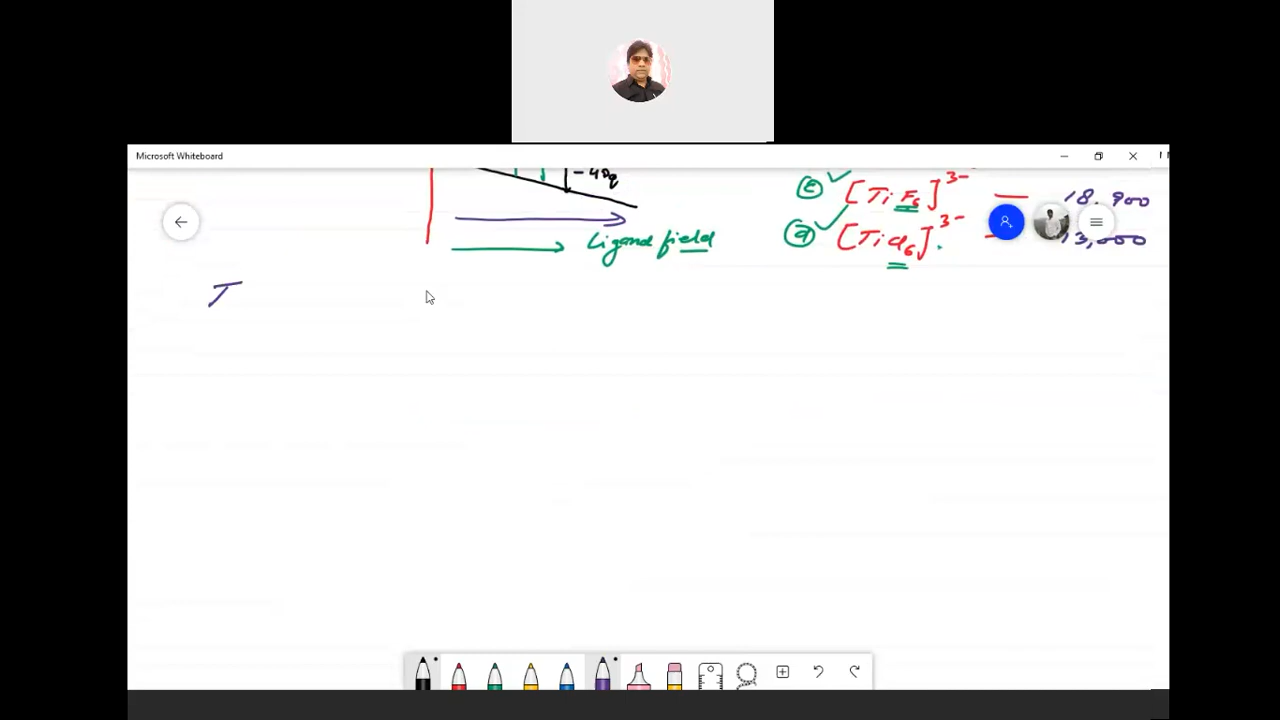 Microsoft Whiteboard
-4Dq
Ligand field
(c) [TiF6]3- — 18,900
(d) [TiCl6]3- - 13,000
T